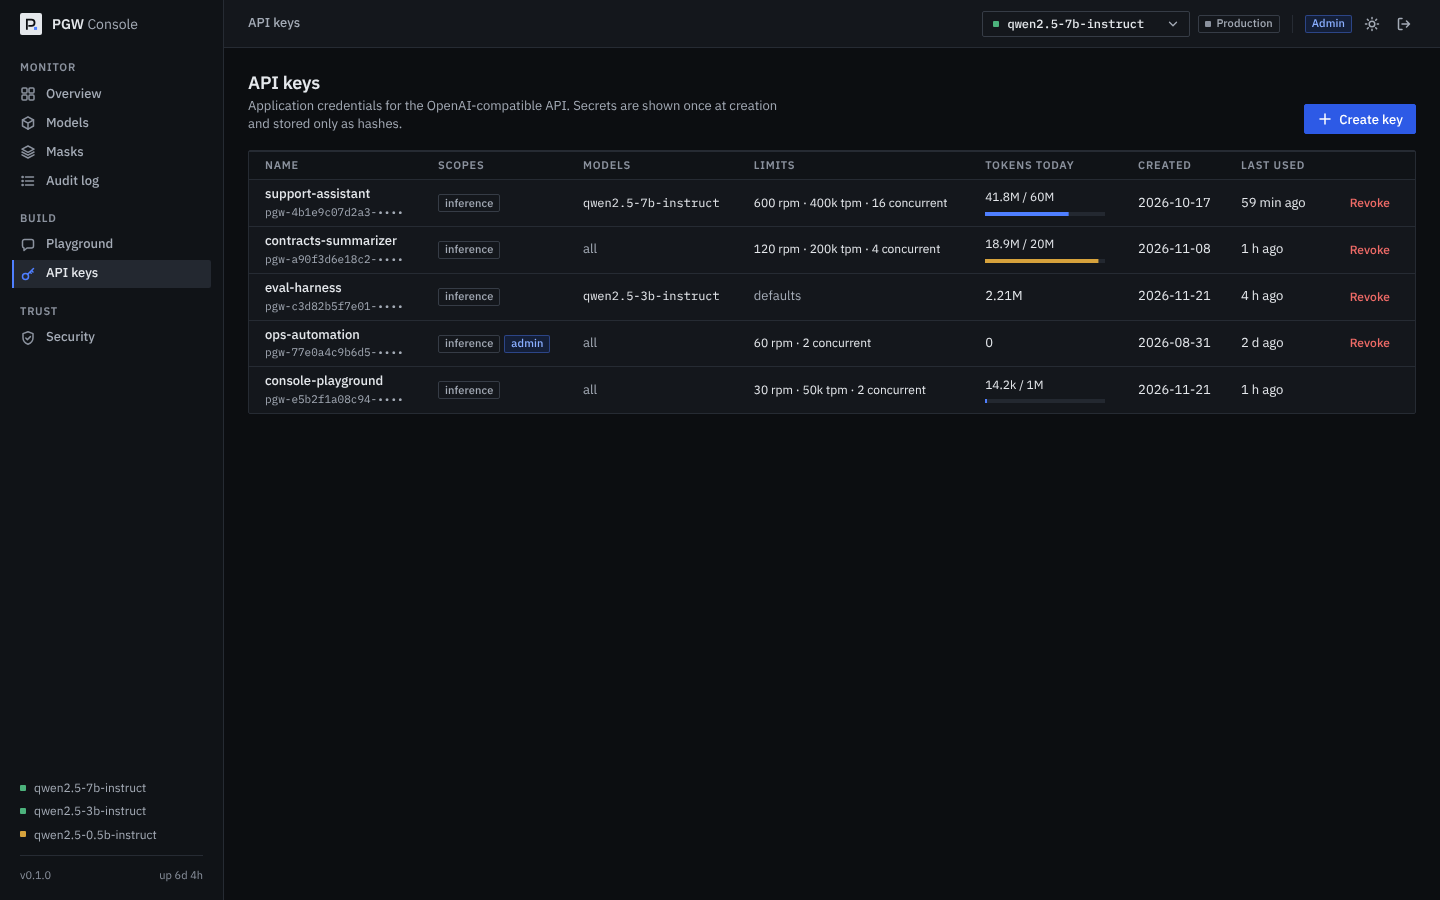 PGW Console
MONITOR
Overview
Models
Masks
Audit log
BUILD
Playground
API keys
TRUST
Security
qwen2.5-7b-instruct
qwen2.5-3b-instruct
qwen2.5-0.5b-instruct
v0.1.0 up 6d 4h
API keys
qwen2.5-7b-instruct Production Admin
API keys
Application credentials for the OpenAI-compatible API. Secrets are shown once at creation
and stored only as hashes.
Create key
NAME SCOPES MODELS LIMITS TOKENS TODAY CREATED LAST USED
support-assistant
pgw-4b1e9c07d2a3-•••• inference qwen2.5-7b-instruct 600 rpm · 400k tpm · 16 concurrent 41.8M / 60M 2026-10-17 59 min ago Revoke
contracts-summarizer
pgw-a90f3d6e18c2-•••• inference all 120 rpm · 200k tpm · 4 concurrent 18.9M / 20M 2026-11-08 1 h ago Revoke
eval-harness
pgw-c3d82b5f7e01-•••• inference qwen2.5-3b-instruct defaults 2.21M 2026-11-21 4 h ago Revoke
ops-automation
pgw-77e0a4c9b6d5-•••• inference admin all 60 rpm · 2 concurrent 0 2026-08-31 2 d ago Revoke
console-playground
pgw-e5b2f1a08c94-•••• inference all 30 rpm · 50k tpm · 2 concurrent 14.2k / 1M 2026-11-21 1 h ago